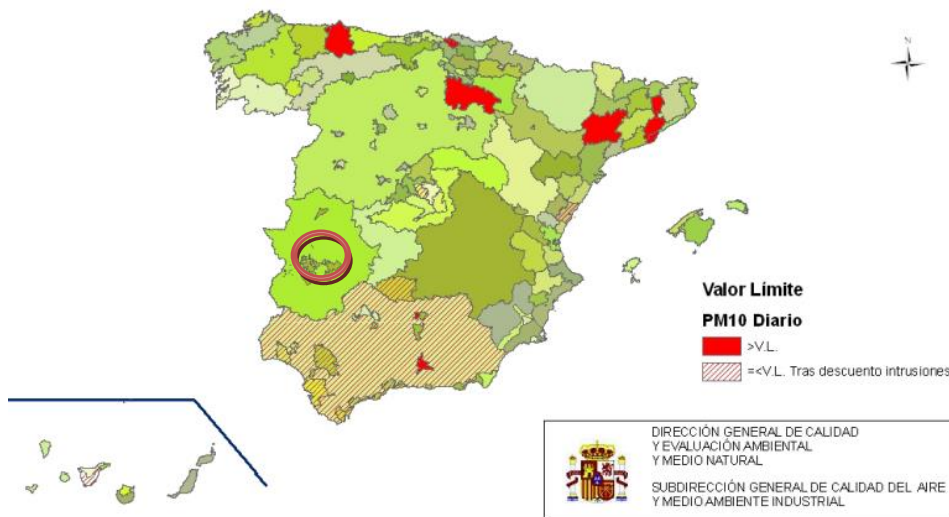 N
Valor Límite
PM10 Diario
>V.L.
=<V.L. Tras descuento intrusiones
DIRECCIÓN GENERAL DE CALIDAD
Y EVALUACIÓN AMBIENTAL
Y MEDIO NATURAL
SUBDIRECCIÓN GENERAL DE CALIDAD DEL AIRE
Y MEDIO AMBIENTE INDUSTRIAL